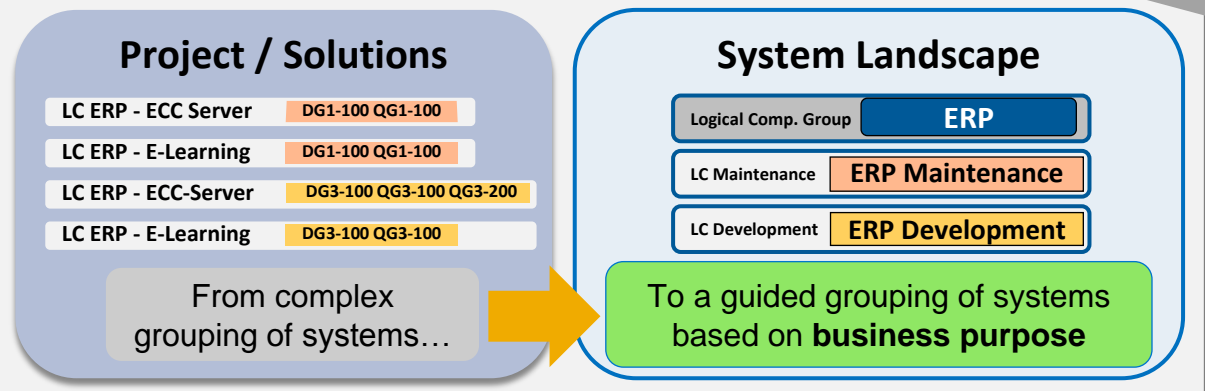 Project / Solutions
LC ERP - ECC Server DG1-100 QG1-100
LC ERP - E-Learning DG1-100 QG1-100
LC ERP - ECC-Server DG3-100 QG3-100 QG3-200
LC ERP - E-Learning DG3-100 QG3-100
From complex
grouping of systems…
System Landscape
Logical Comp. Group ERP
LC Maintenance ERP Maintenance
LC Development ERP Development
To a guided grouping of systems
based on business purpose